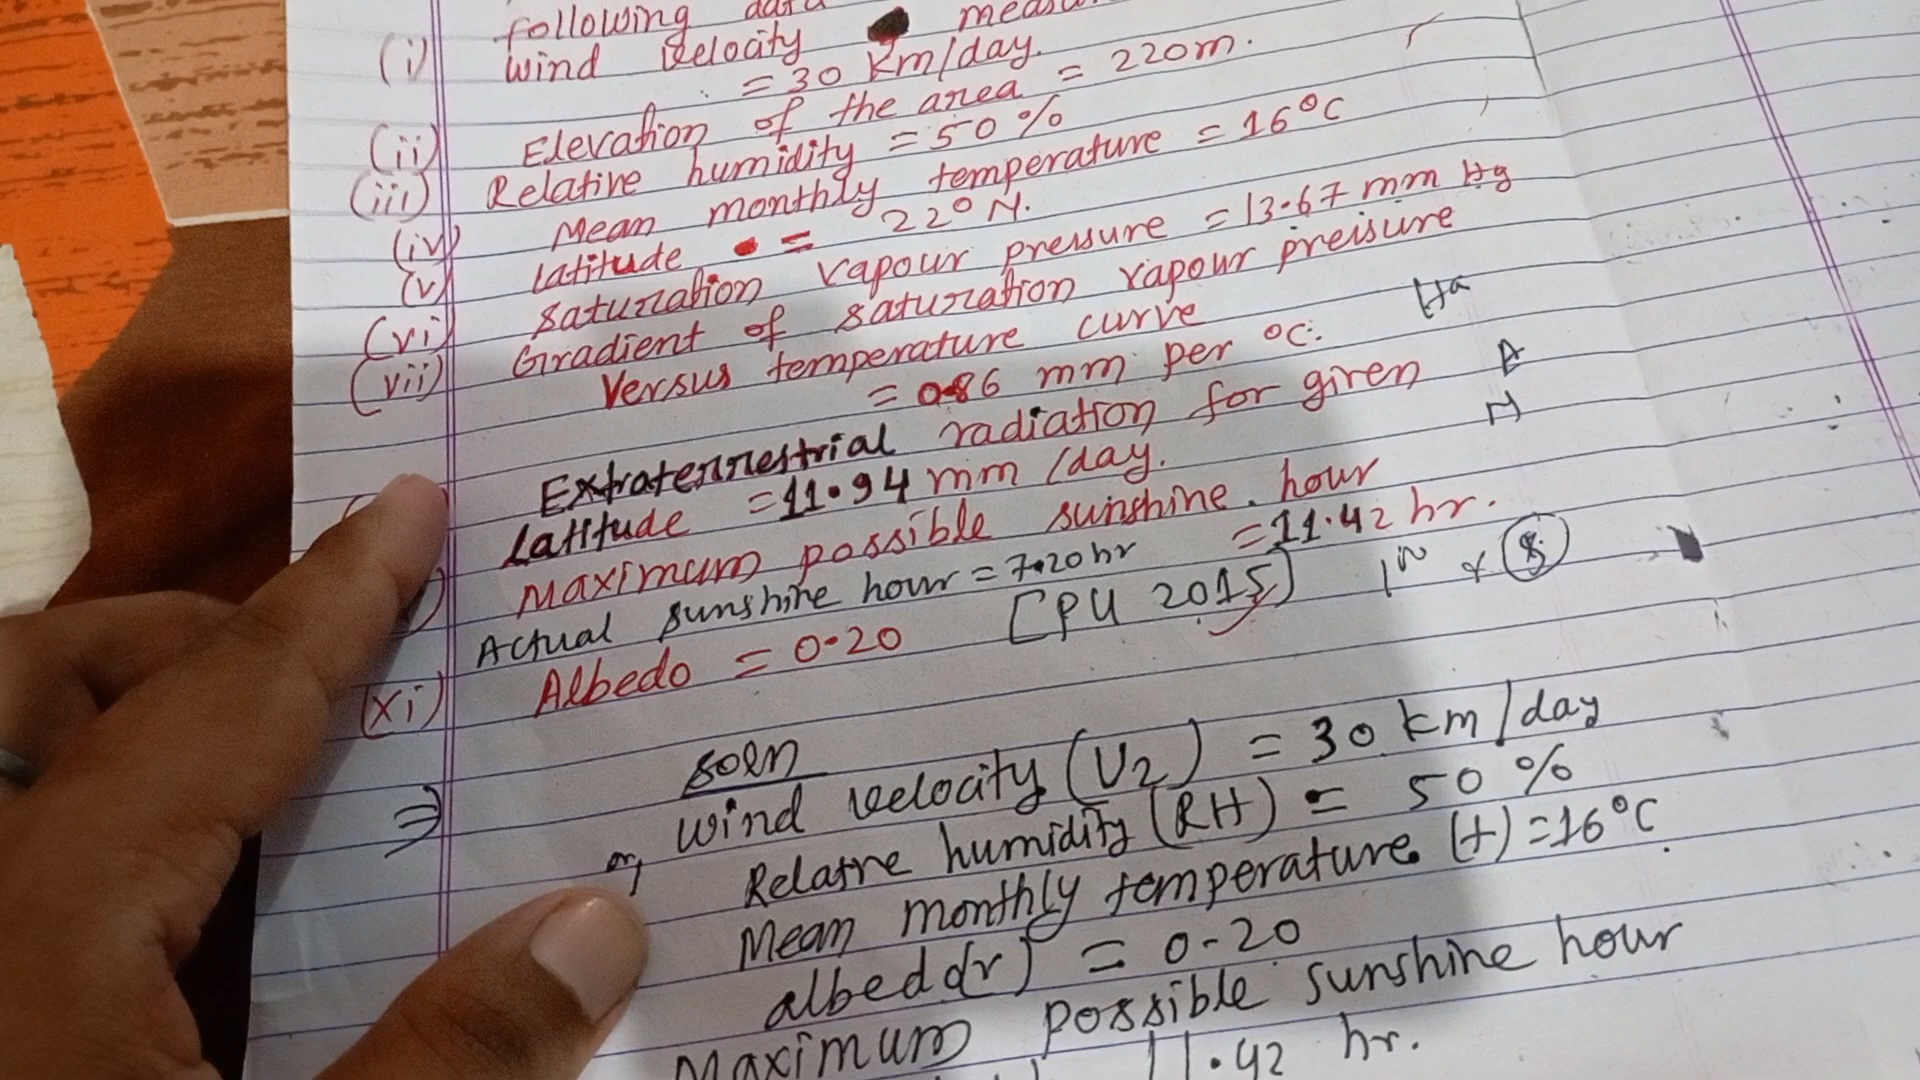 following data
(i) wind velocity measu
= 30 Km/day.
(ii) Elevation of the area = 220m.
(iii) Relative humidity = 50 %
(iv) Mean monthly temperature = 16°C
(v) latitude = 22° N.
(vi) saturation vapour pressure = 13.67 mm Hg
(vii) Gradient of saturation vapour preisure
Versus temperature curve
= 0.86 mm per °C.
Ha
A
N
Extraterrestrial radiation for given
Latitude = 11.94 mm /day.
Maximum possible sunshine hour
= 11.42 hr.
Actual sunshine hour = 7.20 hr
(xi) Albedo = 0.20 [PU 2015]
soln
⇒ wind velocity (U2) = 30 km/day
Relative humidity (RH) = 50 %
Mean monthly temperature (t) = 16°C
albedo(r) = 0.20
Maximum possible sunshine hour
11.42 hr.